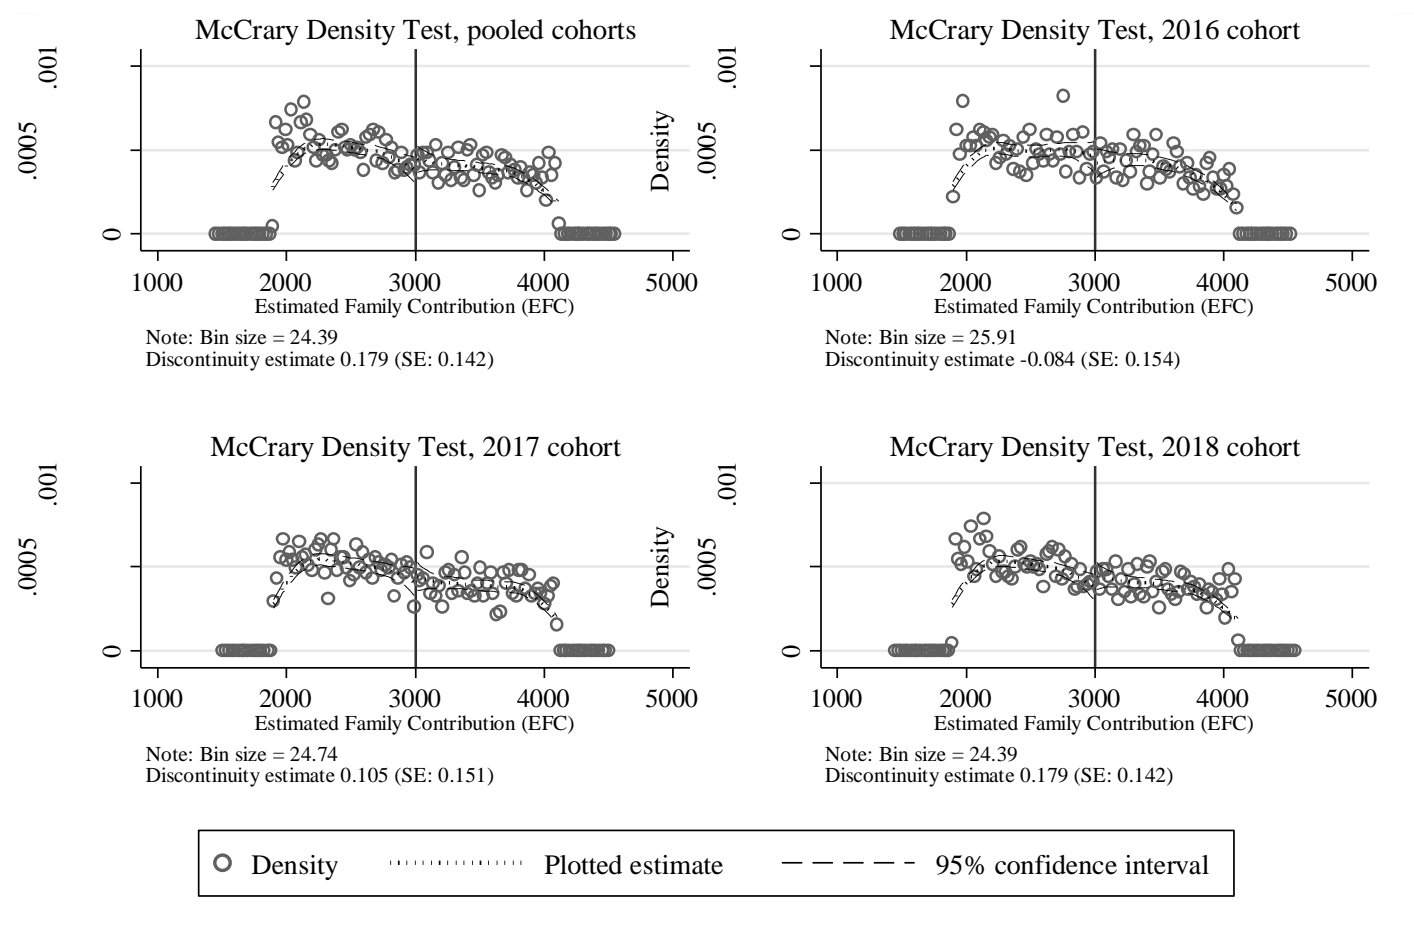 McCrary Density Test, pooled cohorts
.001
.0005
0
1000 2000 3000 4000 5000
Estimated Family Contribution (EFC)
Note: Bin size = 24.39
Discontinuity estimate 0.179 (SE: 0.142)
McCrary Density Test, 2016 cohort
Density
.001
.0005
0
1000 2000 3000 4000 5000
Estimated Family Contribution (EFC)
Note: Bin size = 25.91
Discontinuity estimate -0.084 (SE: 0.154)
McCrary Density Test, 2017 cohort
.001
.0005
0
1000 2000 3000 4000 5000
Estimated Family Contribution (EFC)
Note: Bin size = 24.74
Discontinuity estimate 0.105 (SE: 0.151)
McCrary Density Test, 2018 cohort
Density
.001
.0005
0
1000 2000 3000 4000 5000
Estimated Family Contribution (EFC)
Note: Bin size = 24.39
Discontinuity estimate 0.179 (SE: 0.142)
Density Plotted estimate 95% confidence interval